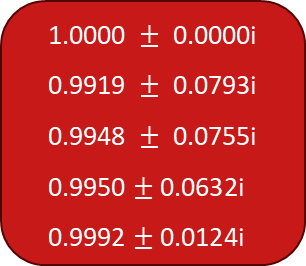 1.0000 ± 0.0000i
0.9919 ± 0.0793i
0.9948 ± 0.0755i
0.9950 ± 0.0632i
0.9992 ± 0.0124i